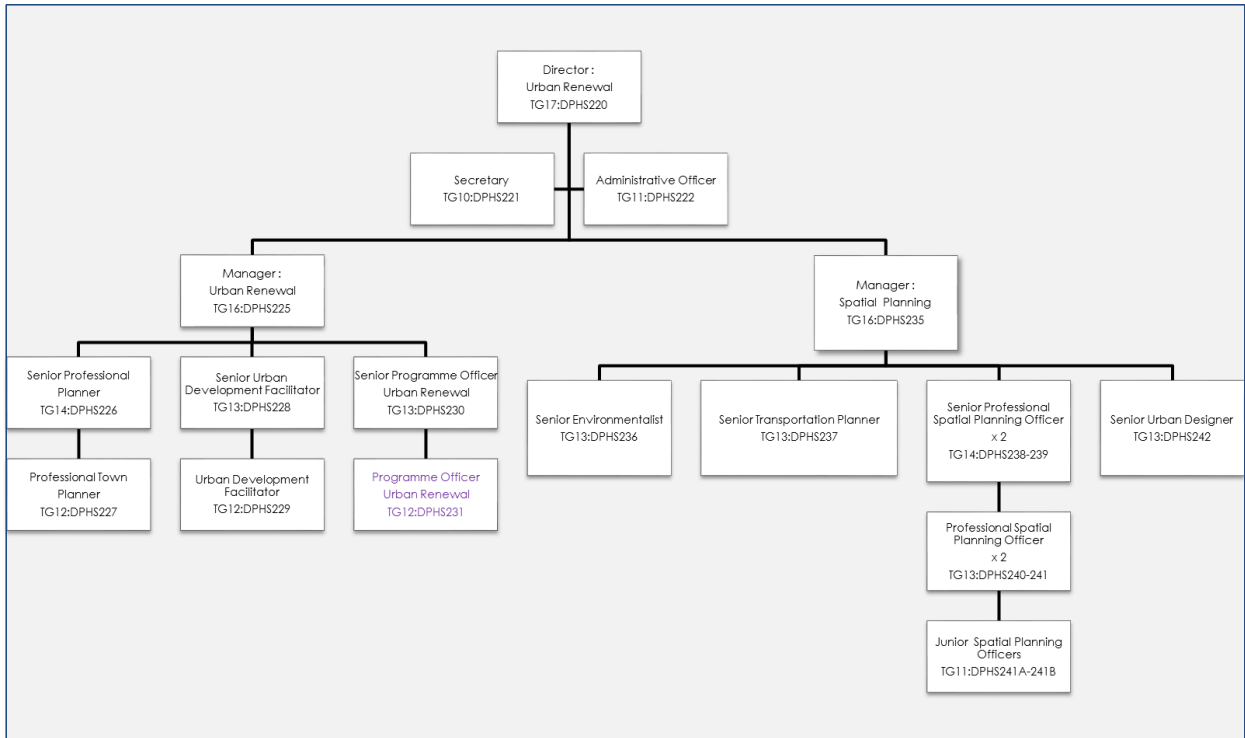 Director :
Urban Renewal
TG17:DPHS220
Secretary
TG10:DPHS221
Administrative Officer
TG11:DPHS222
Manager :
Urban Renewal
TG16:DPHS225
Manager :
Spatial Planning
TG16:DPHS235
Senior Professional
Planner
TG14:DPHS226
Senior Urban
Development Facilitator
TG13:DPHS228
Senior Programme Officer
Urban Renewal
TG13:DPHS230
Senior Environmentalist
TG13:DPHS236
Senior Transportation Planner
TG13:DPHS237
Senior Professional
Spatial Planning Officer
x 2
TG14:DPHS238-239
Senior Urban Designer
TG13:DPHS242
Professional Town
Planner
TG12:DPHS227
Urban Development
Facilitator
TG12:DPHS229
Programme Officer
Urban Renewal
TG12:DPHS231
Professional Spatial
Planning Officer
x 2
TG13:DPHS240-241
Junior Spatial Planning
Officers
TG11:DPHS241A-241B